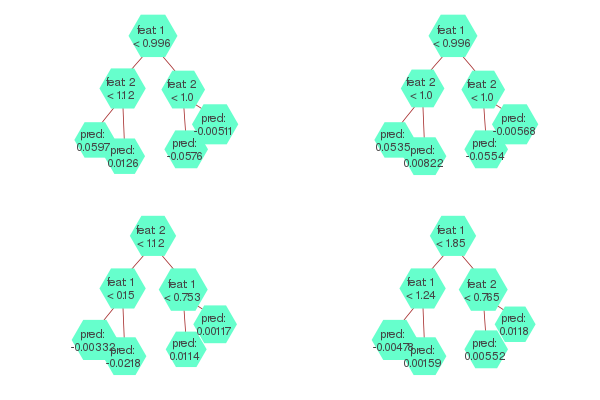 feat: 1
< 0.996
feat: 2
< 1.12
feat: 2
< 1.0
pred:
0.0597
pred:
0.0126
pred:
-0.0576
pred:
-0.00511
feat: 1
< 0.996
feat: 2
< 1.0
feat: 2
< 1.0
pred:
0.0535
pred:
0.00822
pred:
-0.0554
pred:
-0.00568
feat: 2
< 1.12
feat: 1
< 0.15
feat: 1
< 0.753
pred:
-0.00332
pred:
-0.0218
pred:
0.0114
pred:
0.00117
feat: 1
< 1.85
feat: 1
< 1.24
feat: 2
< 0.765
pred:
-0.00478
pred:
0.00159
pred:
0.00552
pred:
0.0118